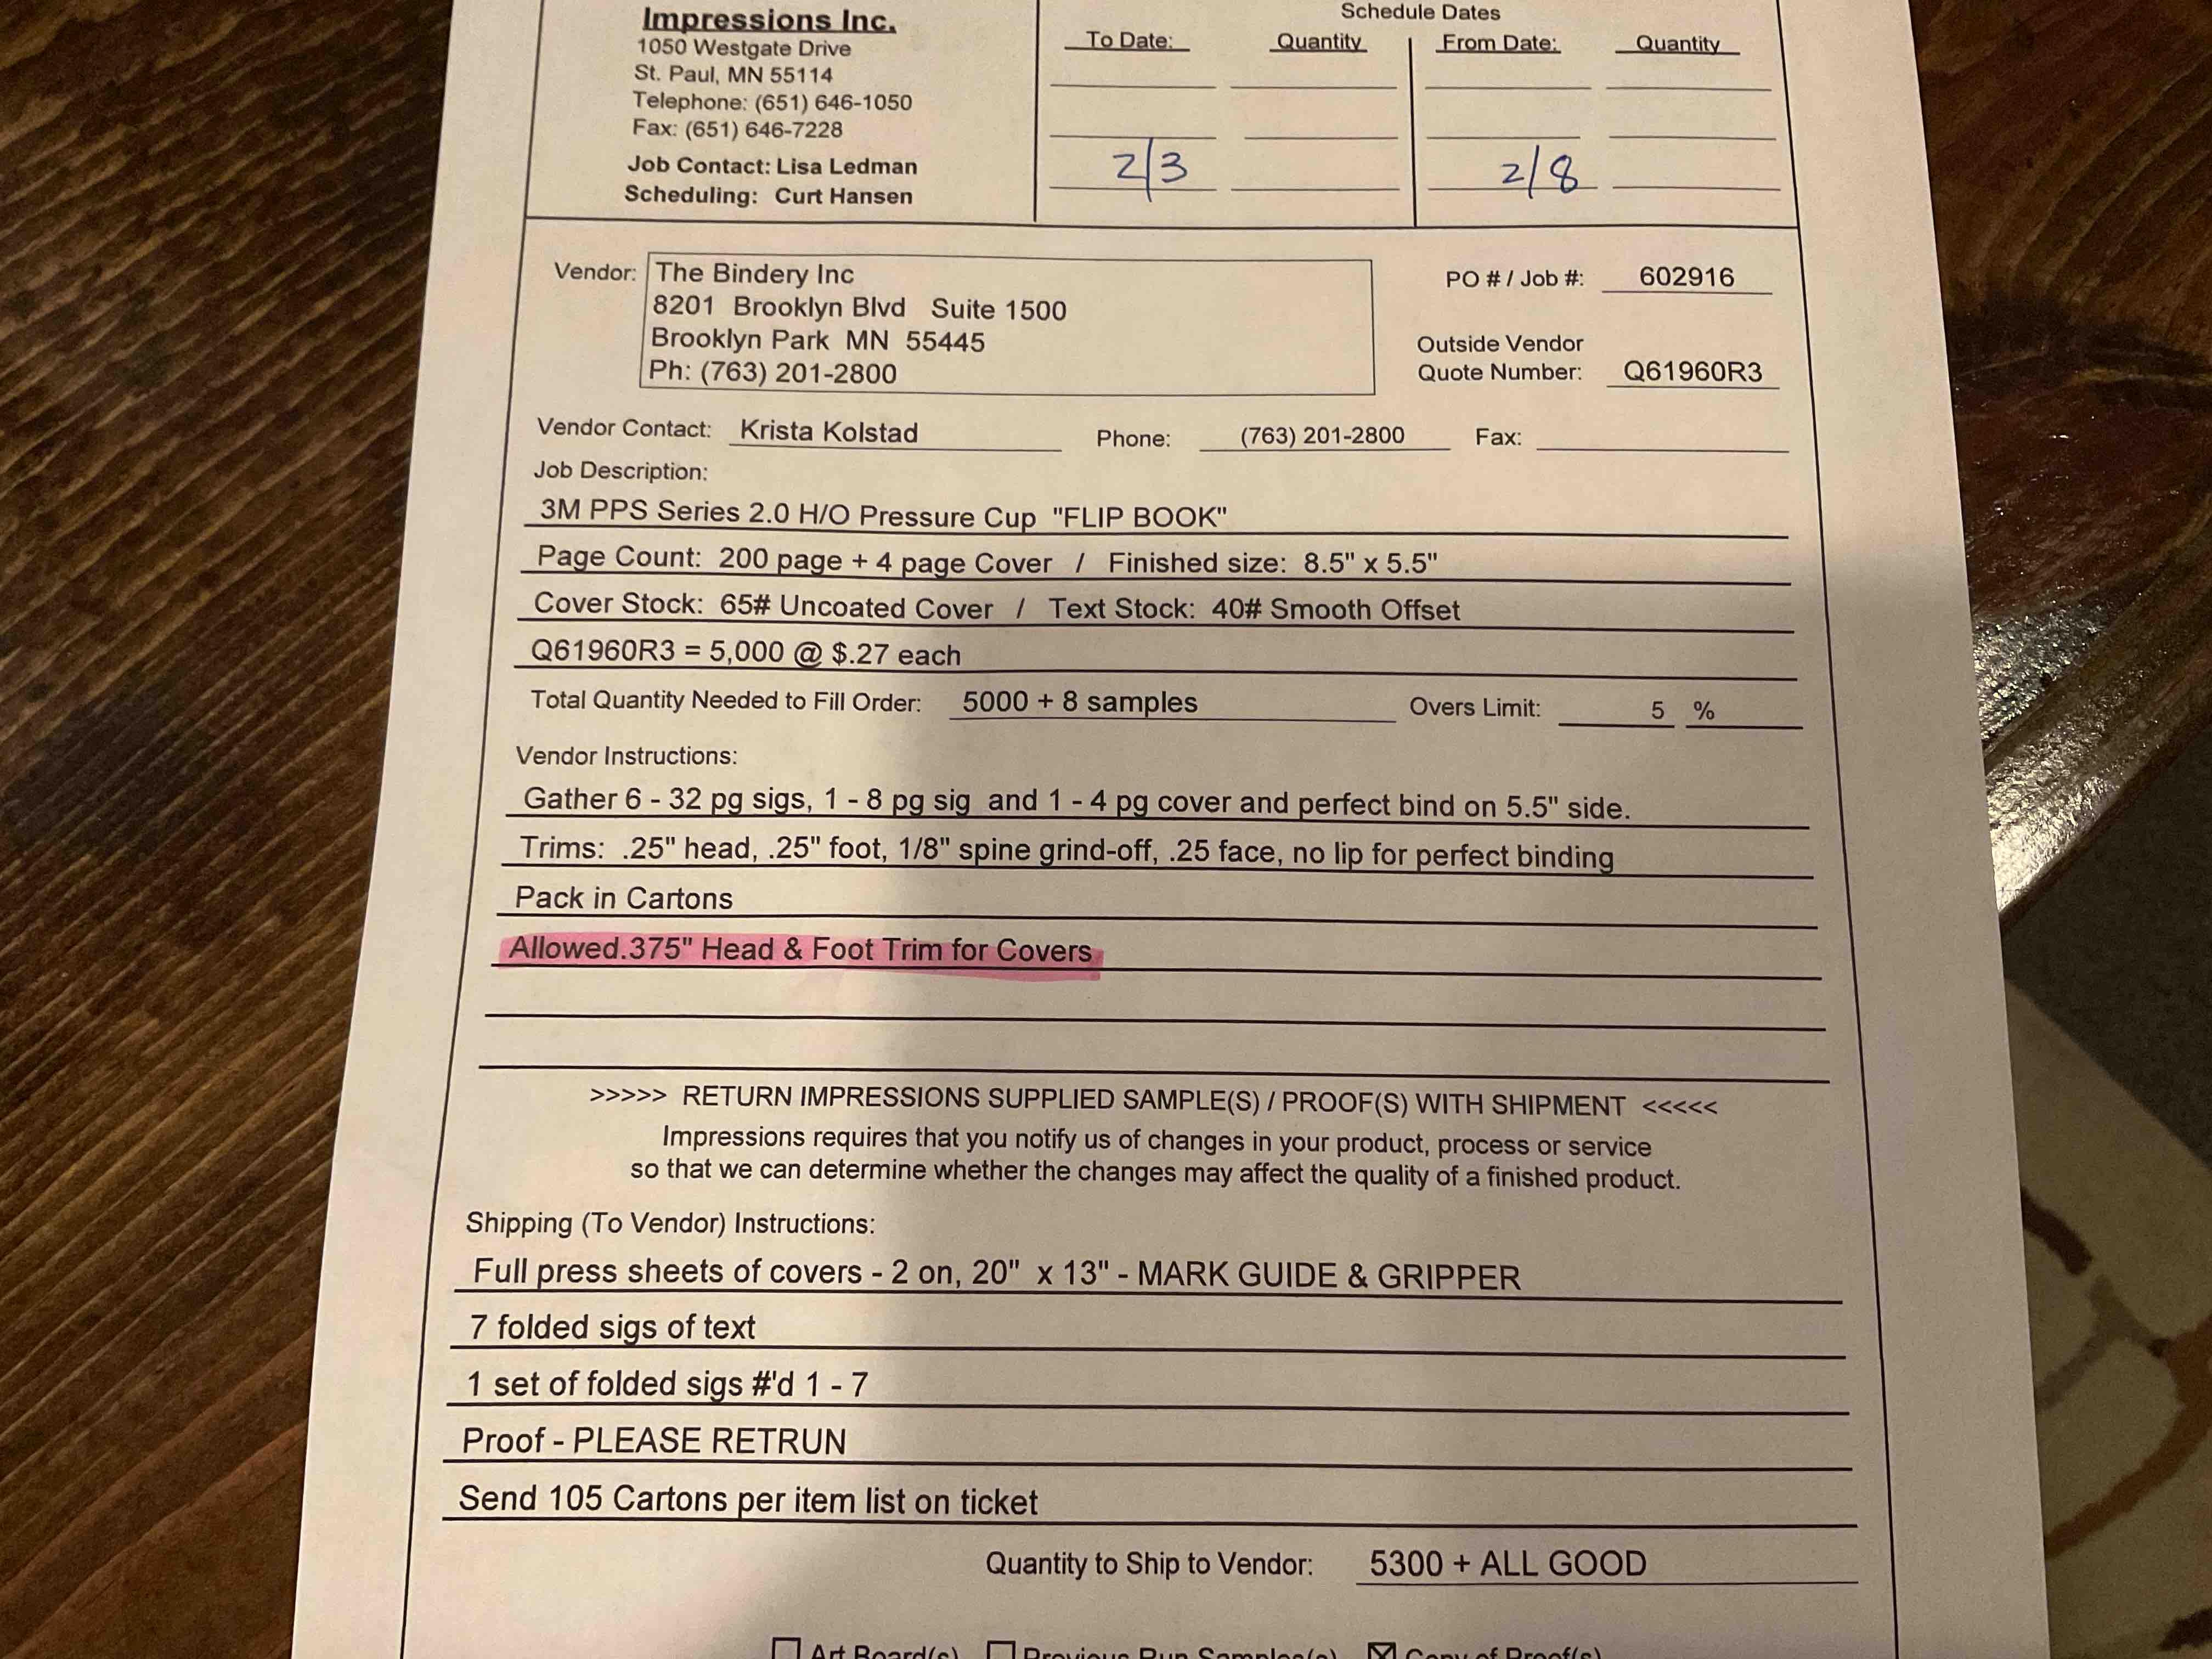 Impressions Inc.
1050 Westgate Drive
St. Paul, MN 55114
Telephone: (651) 646-1050
Fax: (651) 646-7228
Job Contact: Lisa Ledman
Scheduling: Curt Hansen
Schedule Dates
To Date: Quantity From Date: Quantity
2/3 2/8
Vendor: The Bindery Inc
8201 Brooklyn Blvd Suite 1500
Brooklyn Park MN 55445
Ph: (763) 201-2800
PO # / Job #: 602916
Outside Vendor
Quote Number: Q61960R3
Vendor Contact: Krista Kolstad Phone: (763) 201-2800 Fax:
Job Description:
3M PPS Series 2.0 H/O Pressure Cup "FLIP BOOK"
Page Count: 200 page + 4 page Cover / Finished size: 8.5" x 5.5"
Cover Stock: 65# Uncoated Cover / Text Stock: 40# Smooth Offset
Q61960R3 = 5,000 @ $.27 each
Total Quantity Needed to Fill Order: 5000 + 8 samples Overs Limit: 5 %
Vendor Instructions:
Gather 6 - 32 pg sigs, 1 - 8 pg sig and 1 - 4 pg cover and perfect bind on 5.5" side.
Trims: .25" head, .25" foot, 1/8" spine grind-off, .25 face, no lip for perfect binding
Pack in Cartons
Allowed.375" Head & Foot Trim for Covers
>>>>> RETURN IMPRESSIONS SUPPLIED SAMPLE(S) / PROOF(S) WITH SHIPMENT <<<<<
Impressions requires that you notify us of changes in your product, process or service
so that we can determine whether the changes may affect the quality of a finished product.
Shipping (To Vendor) Instructions:
Full press sheets of covers - 2 on, 20" x 13" - MARK GUIDE & GRIPPER
7 folded sigs of text
1 set of folded sigs #'d 1 - 7
Proof - PLEASE RETRUN
Send 105 Cartons per item list on ticket
Quantity to Ship to Vendor: 5300 + ALL GOOD
Art Board(s) Previous Run Samples(s) Copy of Proof(s)